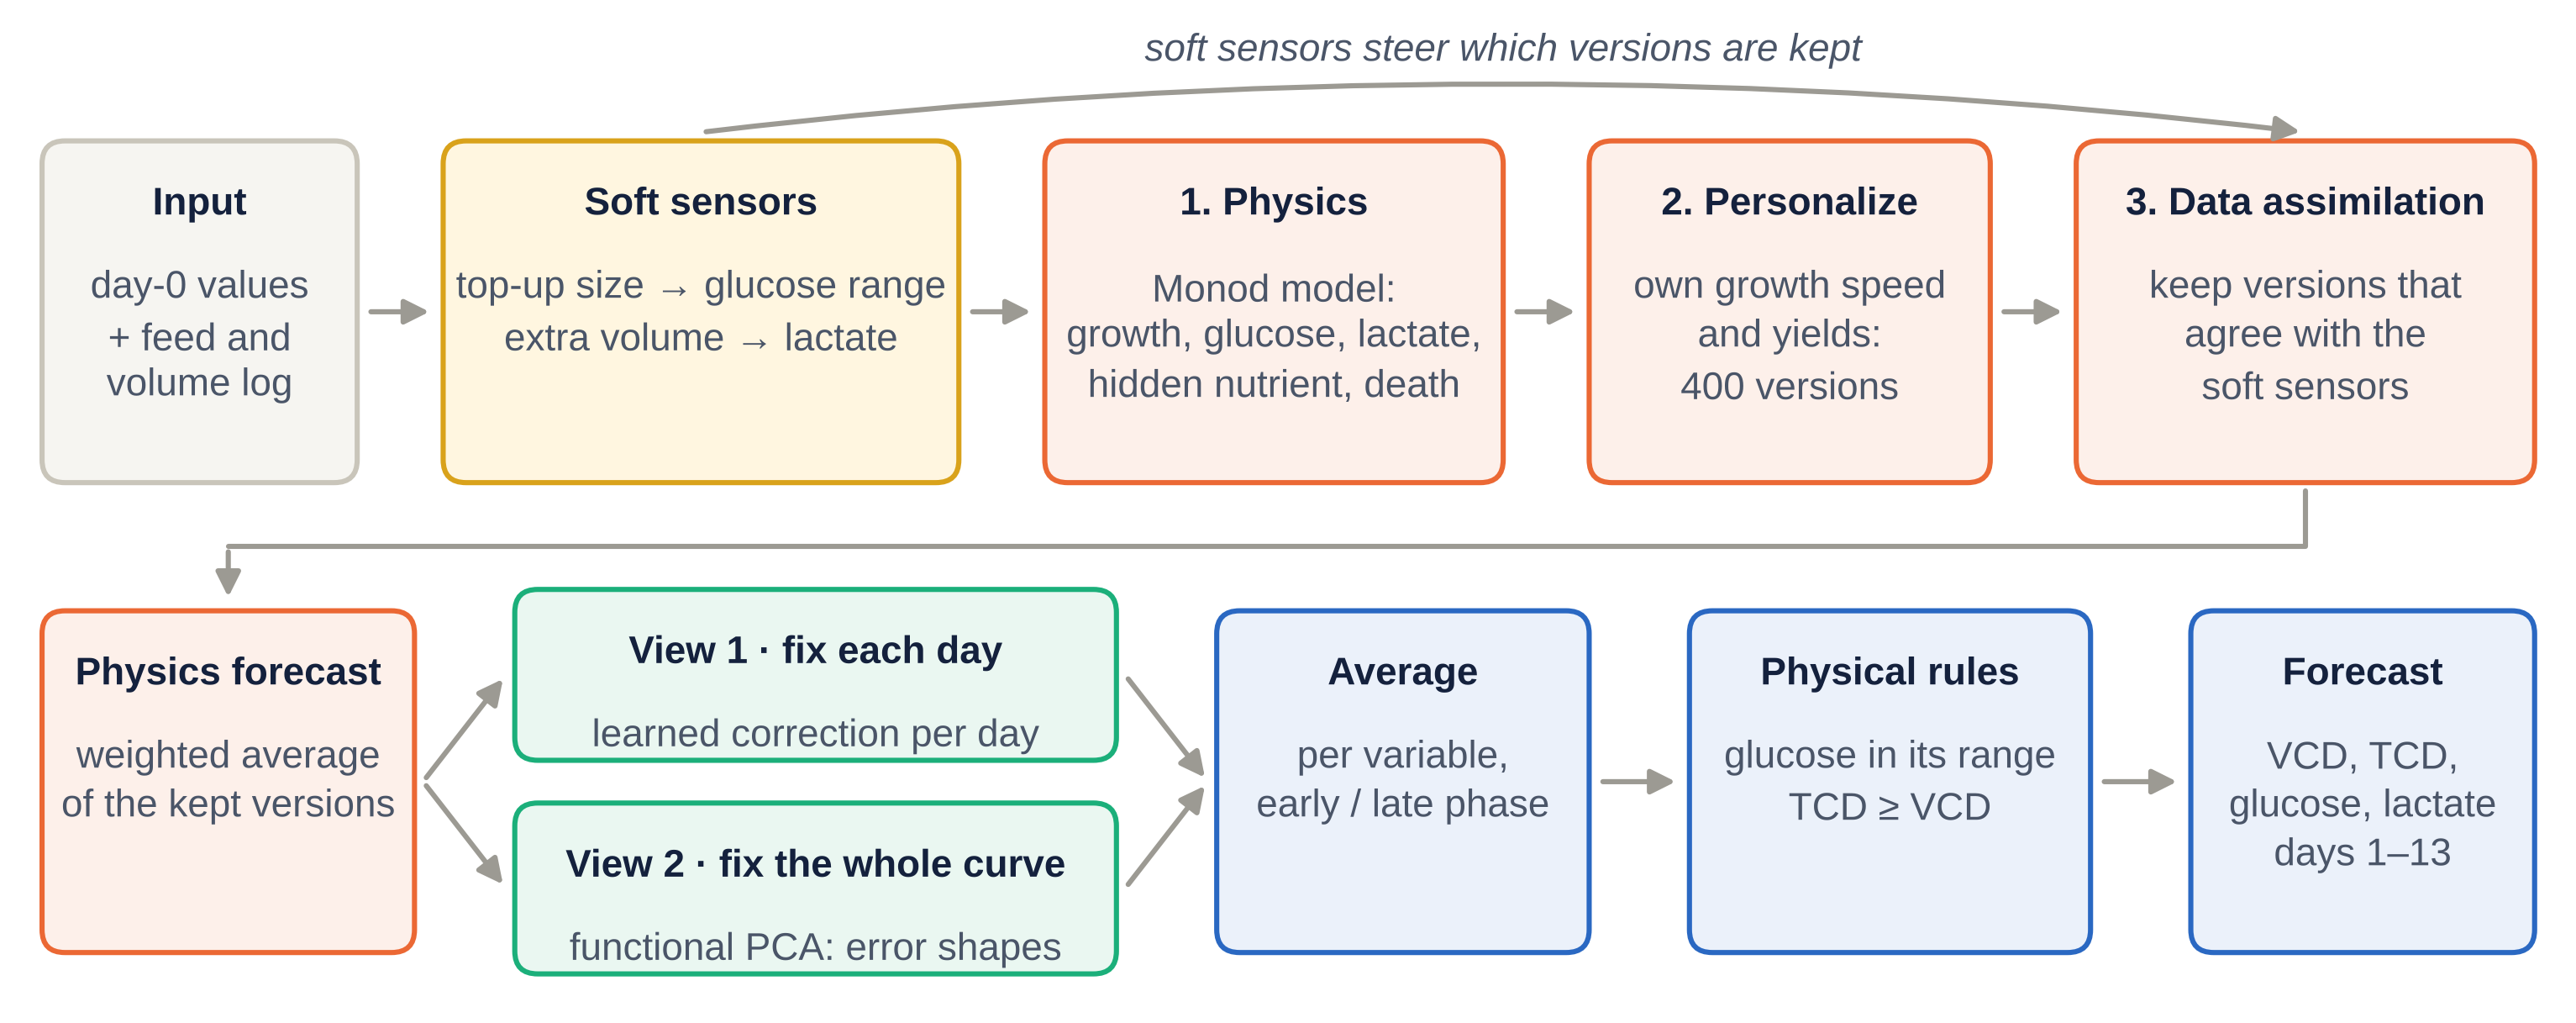 soft sensors steer which versions are kept
Input
day-0 values
+ feed and
volume log
Soft sensors
top-up size → glucose range
extra volume → lactate
1. Physics
Monod model:
growth, glucose, lactate,
hidden nutrient, death
2. Personalize
own growth speed
and yields:
400 versions
3. Data assimilation
keep versions that
agree with the
soft sensors
Physics forecast
weighted average
of the kept versions
View 1 · fix each day
learned correction per day
View 2 · fix the whole curve
functional PCA: error shapes
Average
per variable,
early / late phase
Physical rules
glucose in its range
TCD ≥ VCD
Forecast
VCD, TCD,
glucose, lactate
days 1–13